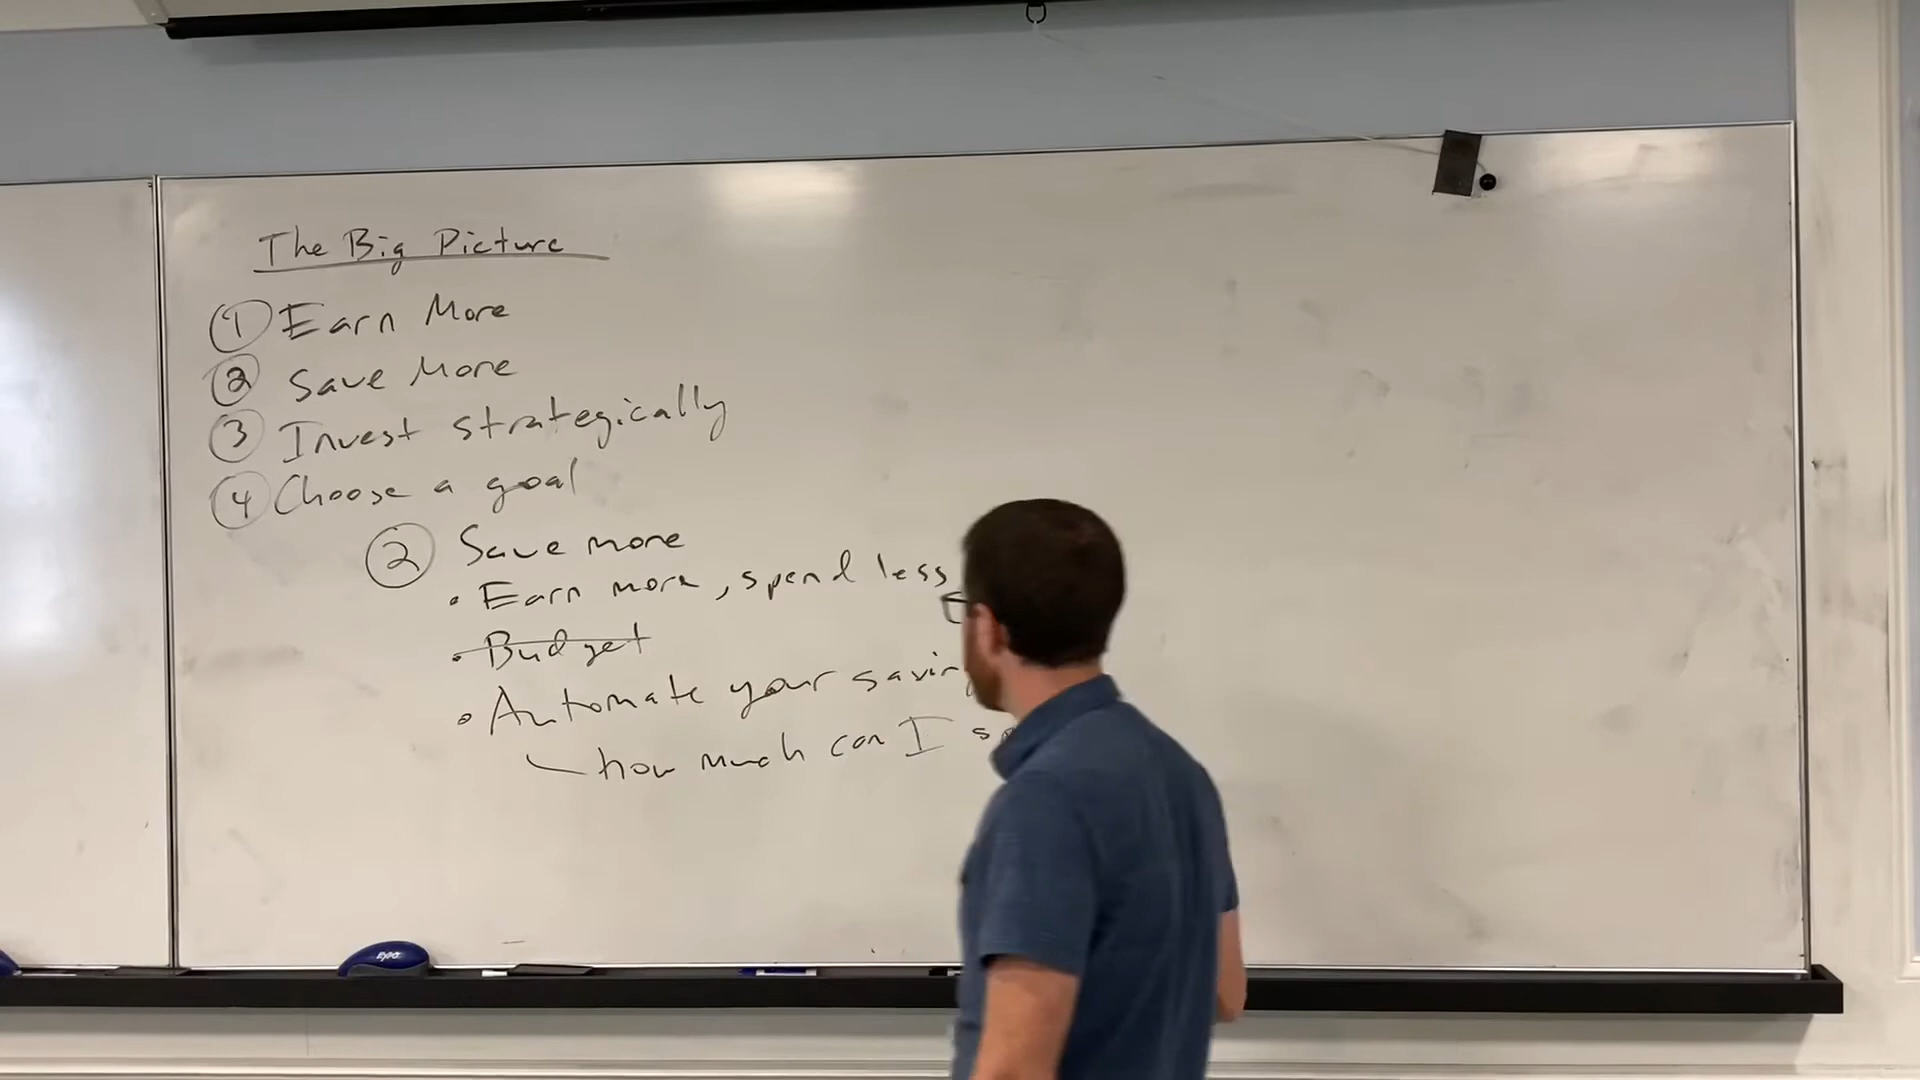 The Big Picture
① Earn More
② Save More
③ Invest strategically
④ Choose a goal
② Save more
• Earn more, spend less
• Budget
• Automate your savin
how much can I
EXPO